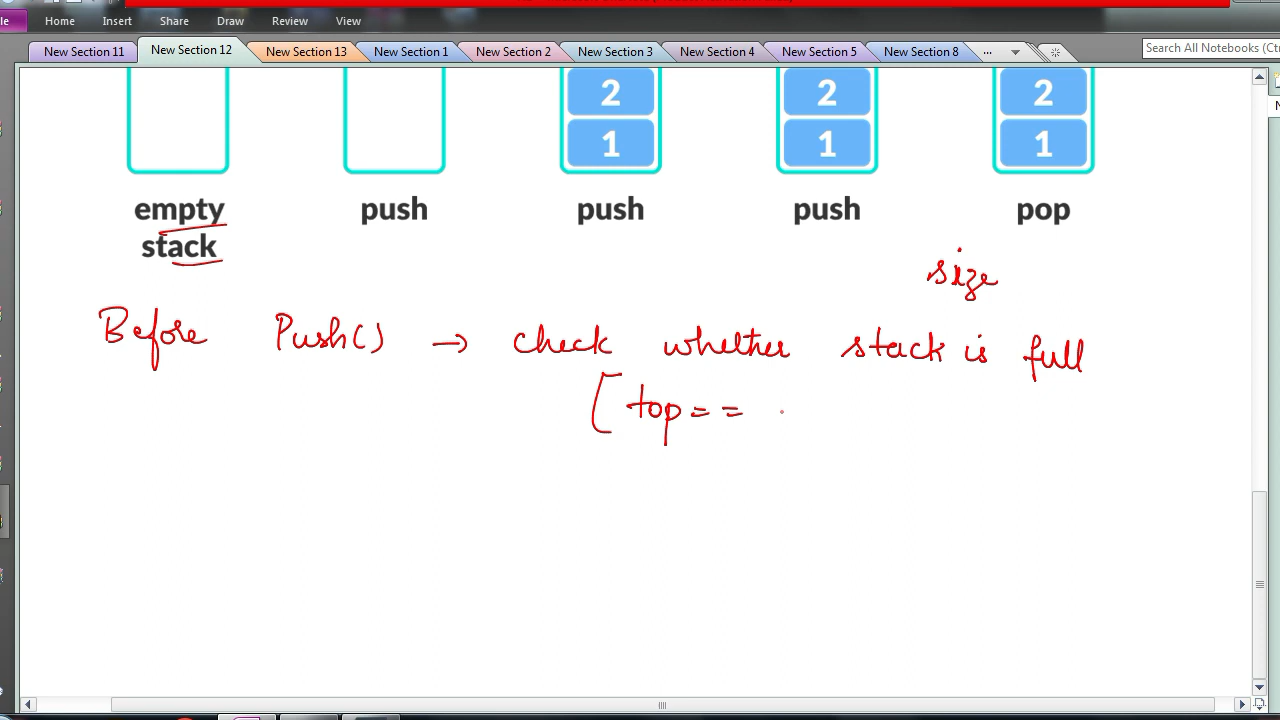 Home Insert Share Draw Review View
New Section 11 New Section 12 New Section 13 New Section 1 New Section 2 New Section 3 New Section 4 New Section 5 New Section 8 ... Search All Notebooks (Ctr
2 2 2
1 1 1
empty push push push pop
stack
size
Before Push() → check whether stack is full
[ top==